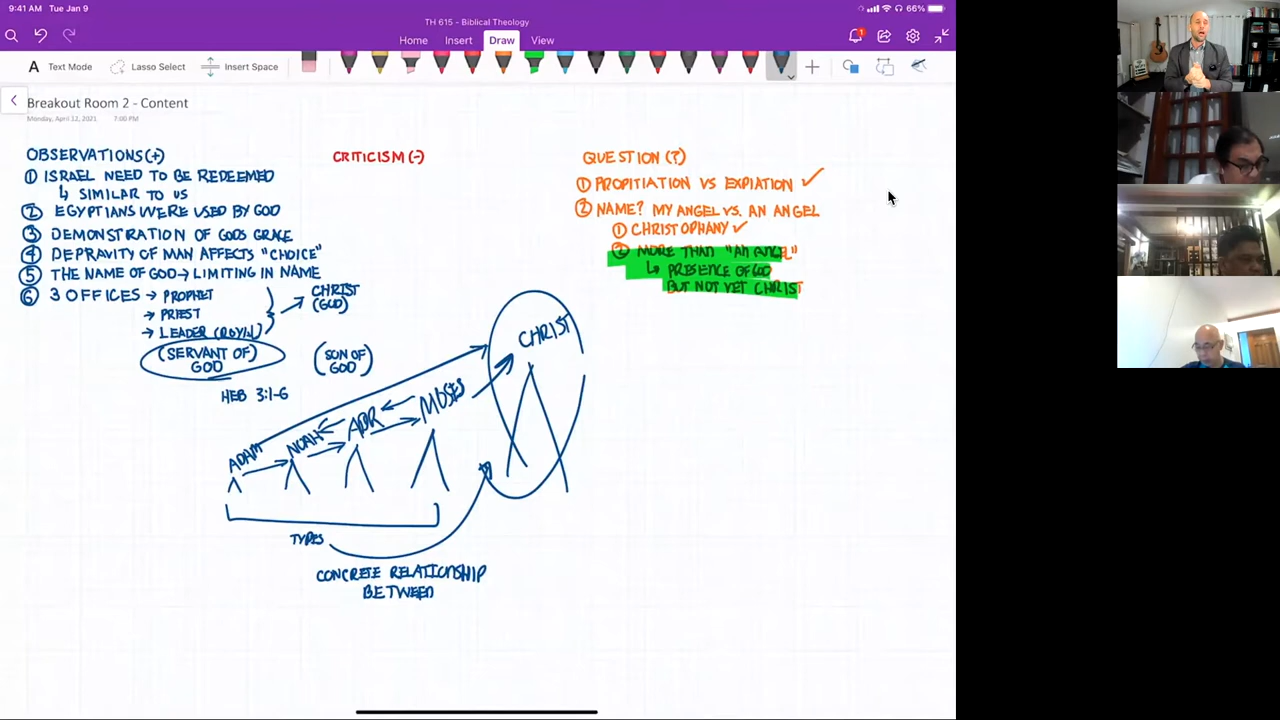 9:41 AM Tue Jan 9
66%
TH 615 - Biblical Theology
Home Insert Draw View
1
A Text Mode Lasso Select Insert Space
Breakout Room 2 - Content
Monday, April 12, 2021 7:00 PM
OBSERVATIONS (+)
① ISRAEL NEED TO BE REDEEMED
↳ SIMILAR TO US
② EGYPTIANS WERE USED BY GOD
③ DEMONSTRATION OF GODS GRACE
④ DEPRAVITY OF MAN AFFECTS "CHOICE"
⑤ THE NAME OF GOD → LIMITING IN NAME
⑥ 3 OFFICES → PROPHET
→ PRIEST
→ LEADER (ROYAL)
CHRIST
(GOD)
(SERVANT OF)
GOD
(SON OF
GOD)
HEB 3:1-6
CRITICISM (-)
QUESTION (?)
① PROPITIATION VS EXPIATION ✓
② NAME? MY ANGEL VS. AN ANGEL
① CHRISTOPHANY ✓
② MORE THAN "AN ANGEL"
↳ PRESENCE OF GOD
BUT NOT YET CHRIST
ADAM
NOAH
MOSES
CHRIST
TYPES
CONCRETE RELATIONSHIP
BETWEEN